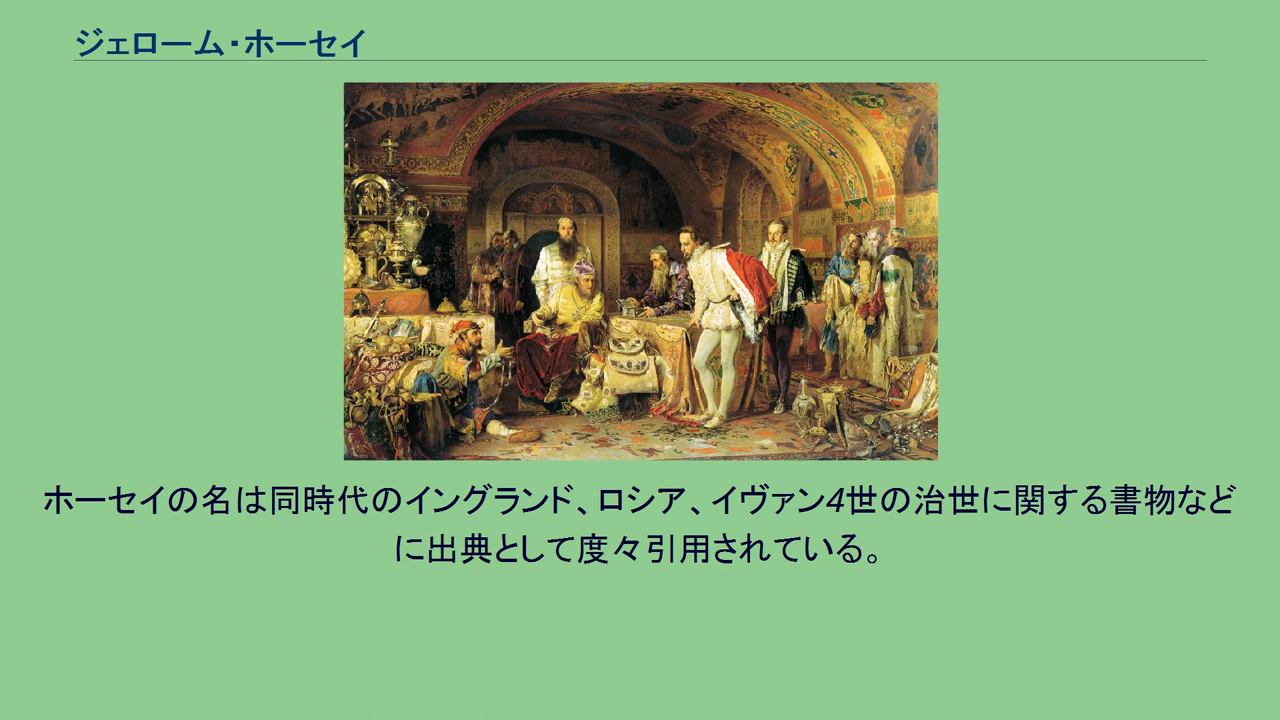 ジェローム・ホーセイ
ホーセイの名は同時代のイングランド、ロシア、イヴァン4世の治世に関する書物など
に出典として度々引用されている。